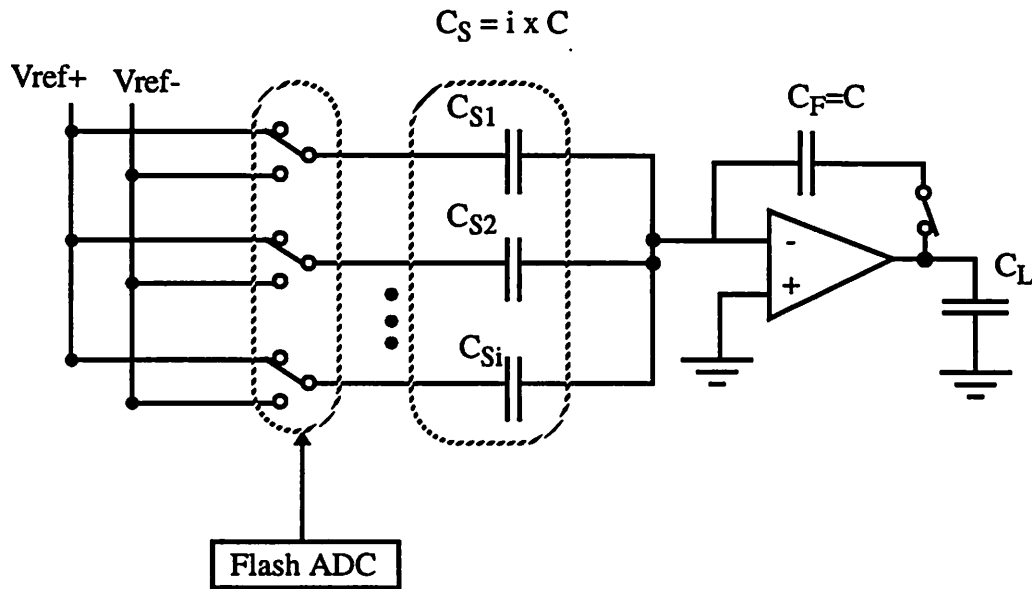 C_S = i x C
Vref+ Vref-
C_F=C
C_S1
C_S2
C_L
C_Si
-
+
Flash ADC